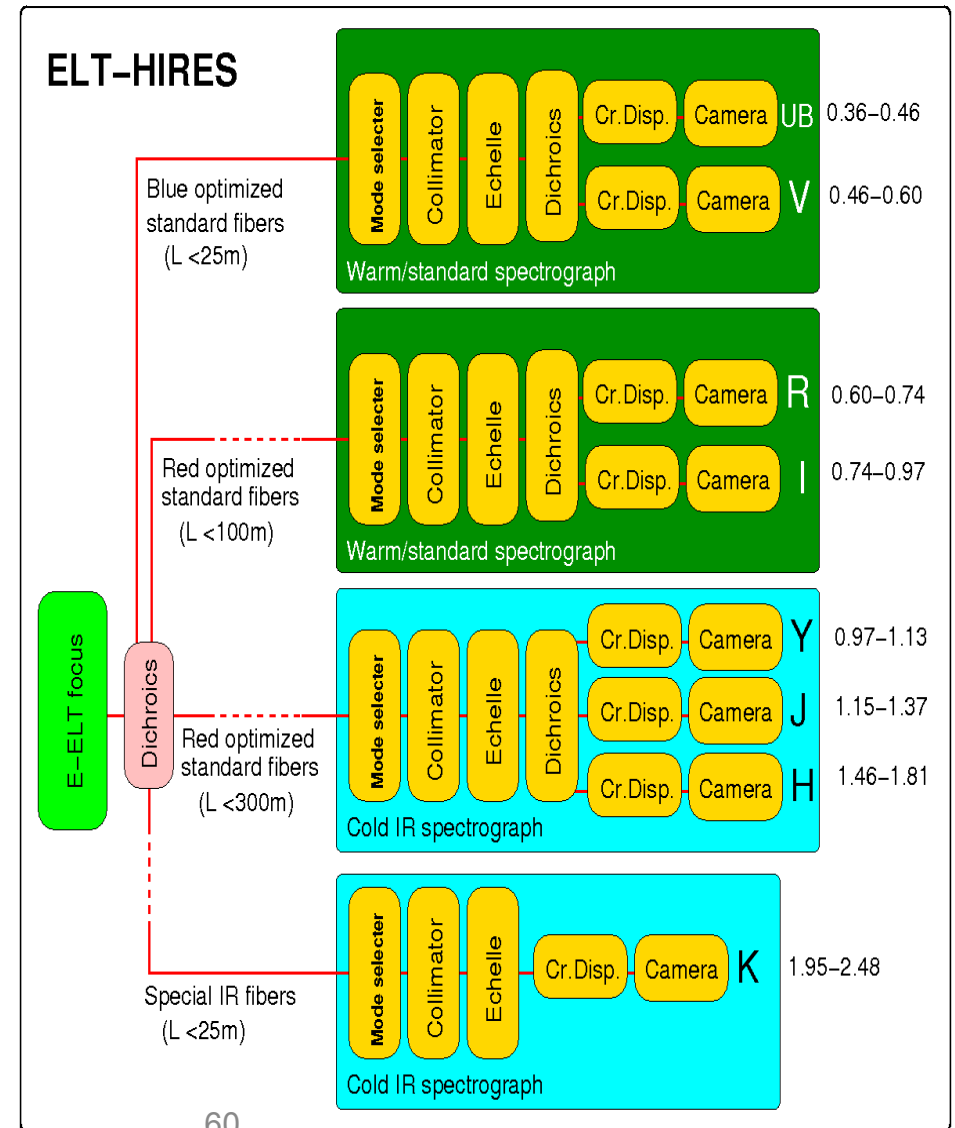 ELT–HIRES
Blue optimized
standard fibers
(L <25m)
Mode selecter
Collimator
Echelle
Dichroics
Cr.Disp.
Camera
UB
0.36–0.46
Cr.Disp.
Camera
V
0.46–0.60
Warm/standard spectrograph
Red optimized
standard fibers
(L <100m)
Mode selecter
Collimator
Echelle
Dichroics
Cr.Disp.
Camera
R
0.60–0.74
Cr.Disp.
Camera
I
0.74–0.97
Warm/standard spectrograph
E–ELT focus
Dichroics
Red optimized
standard fibers
(L <300m)
Mode selecter
Collimator
Echelle
Dichroics
Cr.Disp.
Camera
Y
0.97–1.13
Cr.Disp.
Camera
J
1.15–1.37
Cr.Disp.
Camera
H
1.46–1.81
Cold IR spectrograph
Special IR fibers
(L <25m)
Mode selecter
Collimator
Echelle
Cr.Disp.
Camera
K
1.95–2.48
Cold IR spectrograph
60